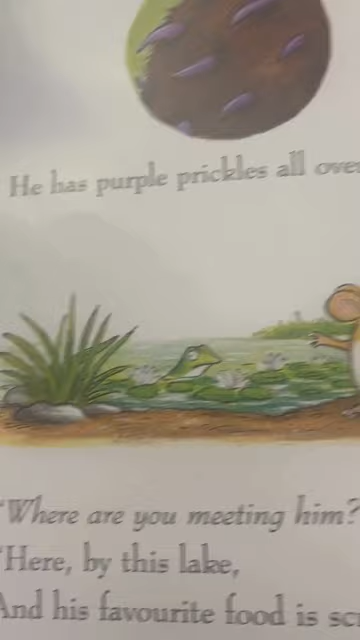 He has purple prickles all over
"Where are you meeting him?
"Here, by this lake,
And his favourite food is